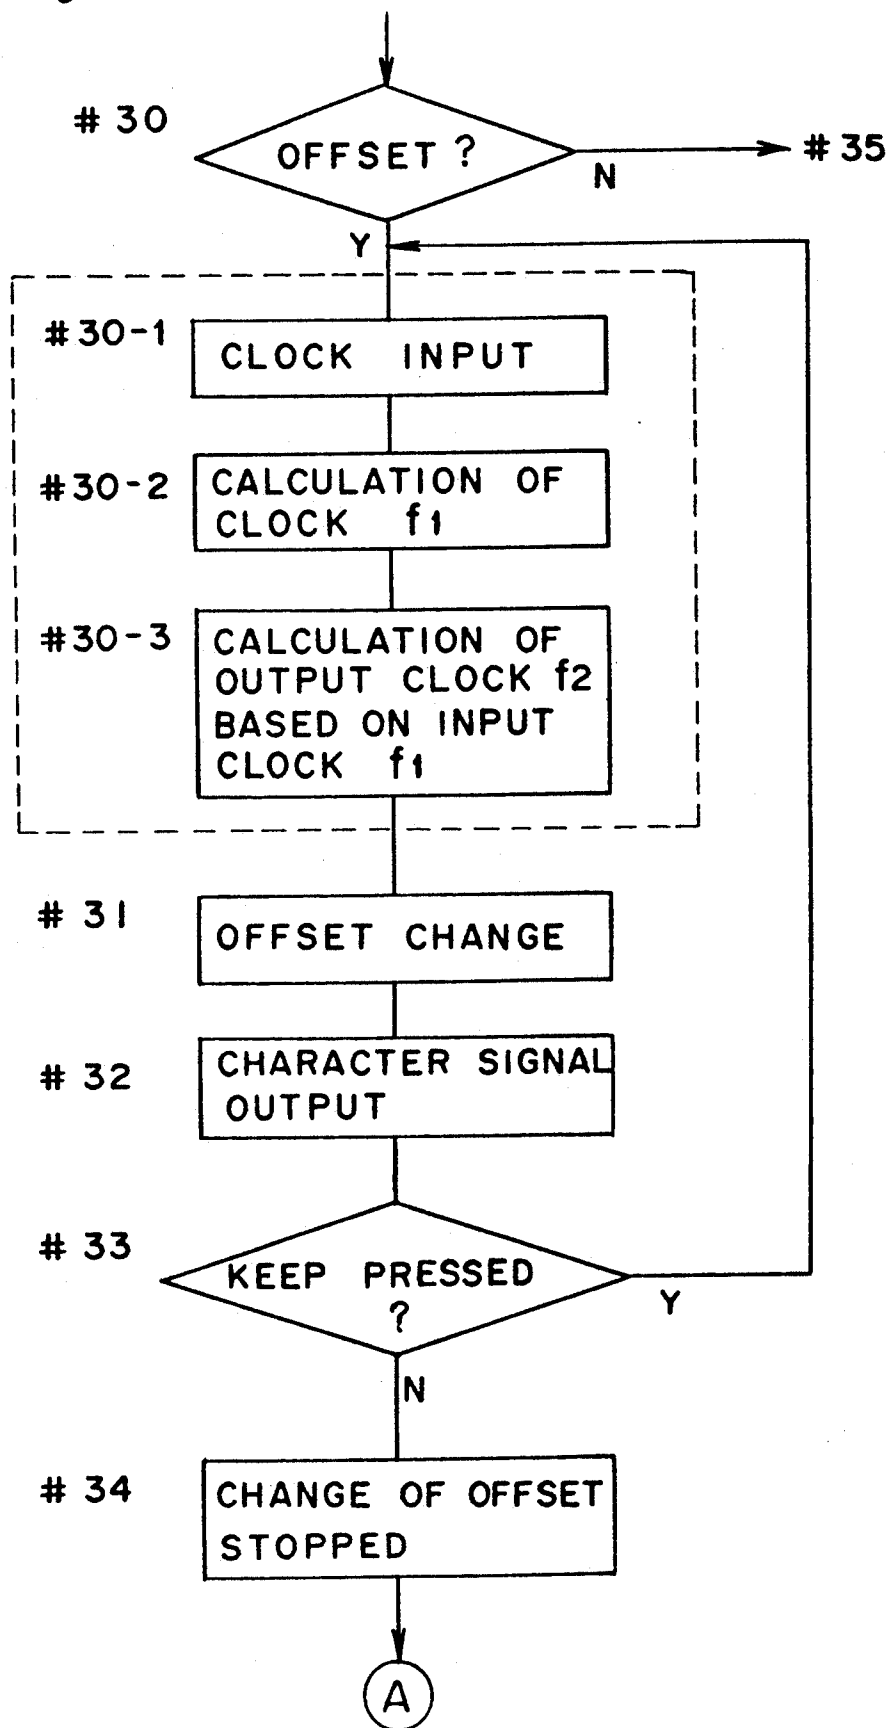 # 30
OFFSET ?
N
# 35
Y
#30-1
CLOCK INPUT
#30-2
CALCULATION OF
CLOCK f1
#30-3
CALCULATION OF
OUTPUT CLOCK f2
BASED ON INPUT
CLOCK f1
# 31
OFFSET CHANGE
# 32
CHARACTER SIGNAL
OUTPUT
# 33
KEEP PRESSED
?
Y
N
# 34
CHANGE OF OFFSET
STOPPED
A